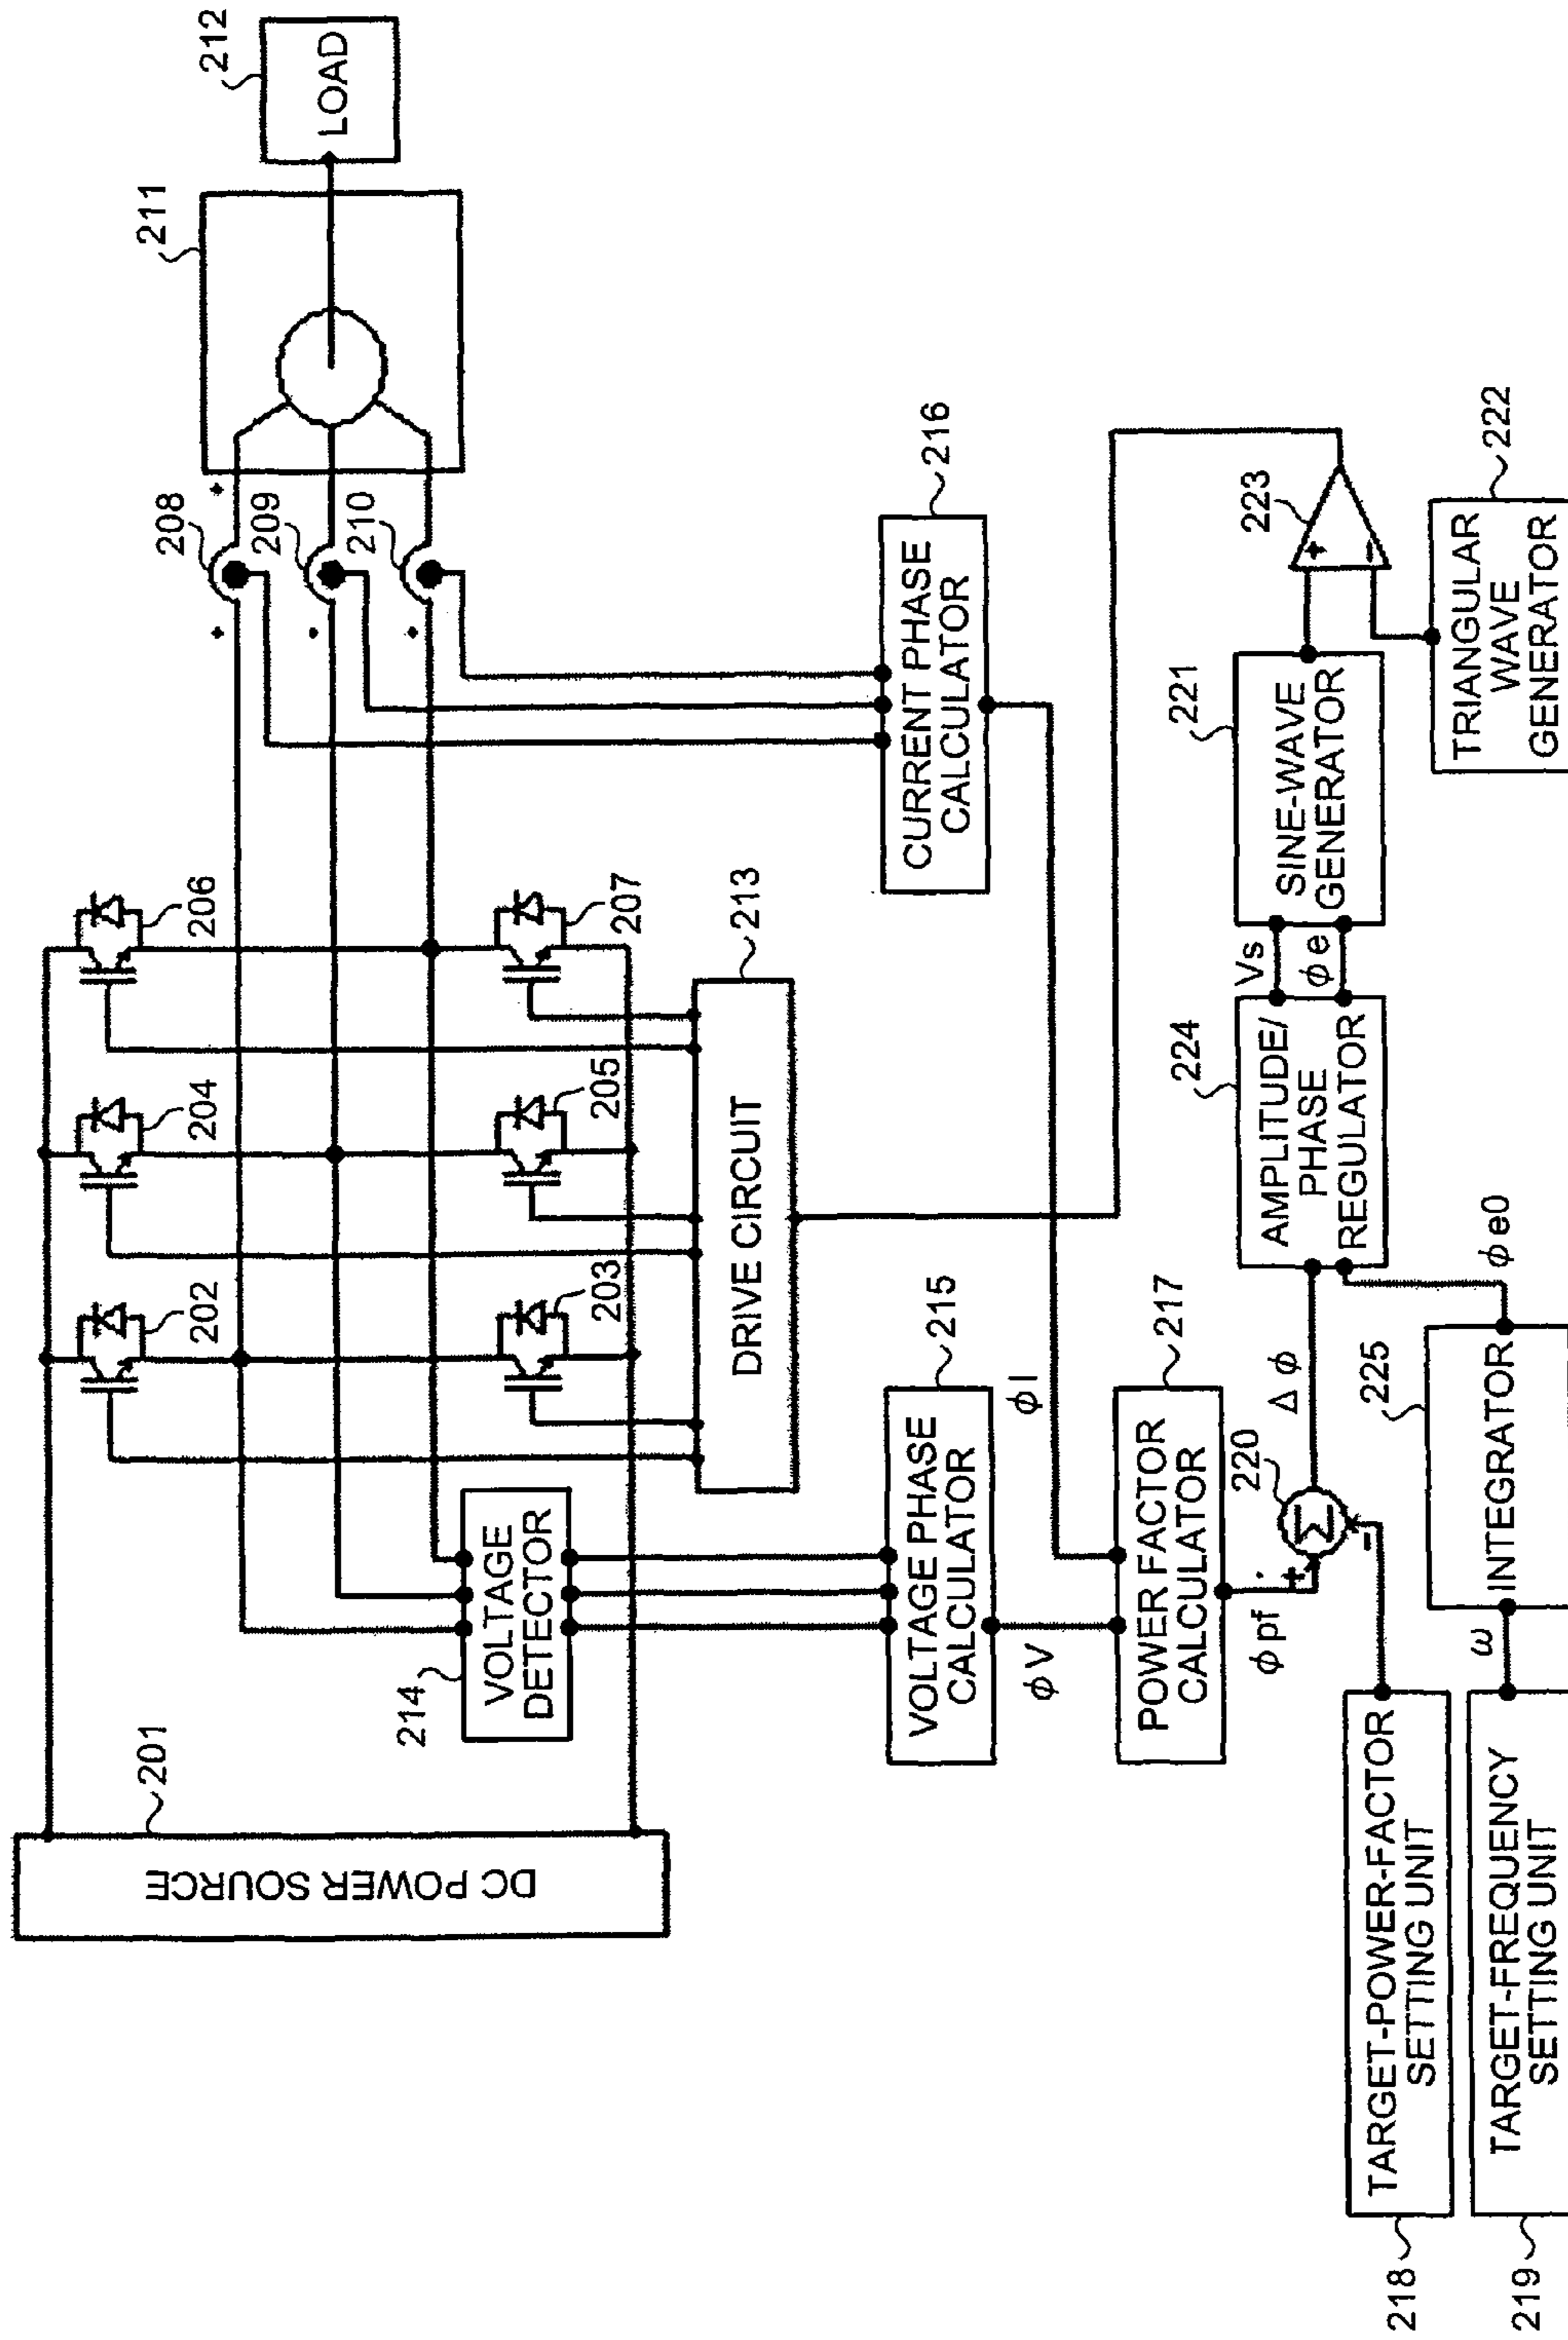 212
LOAD
211
208
209
210
206
207
204
205
202
203
213
DRIVE CIRCUIT
201
DC POWER SOURCE
214
VOLTAGE
DETECTOR
216
CURRENT PHASE
CALCULATOR
215
VOLTAGE PHASE
CALCULATOR
ϕI
ϕV
217
POWER FACTOR
CALCULATOR
ϕpf
220
+
Σ
−
Δϕ
224
AMPLITUDE/
PHASE
REGULATOR
Vs
ϕe
221
SINE-WAVE
GENERATOR
223
+
−
222
TRIANGULAR
WAVE
GENERATOR
218
TARGET-POWER-FACTOR
SETTING UNIT
219
TARGET-FREQUENCY
SETTING UNIT
ω
225
INTEGRATOR
ϕe0